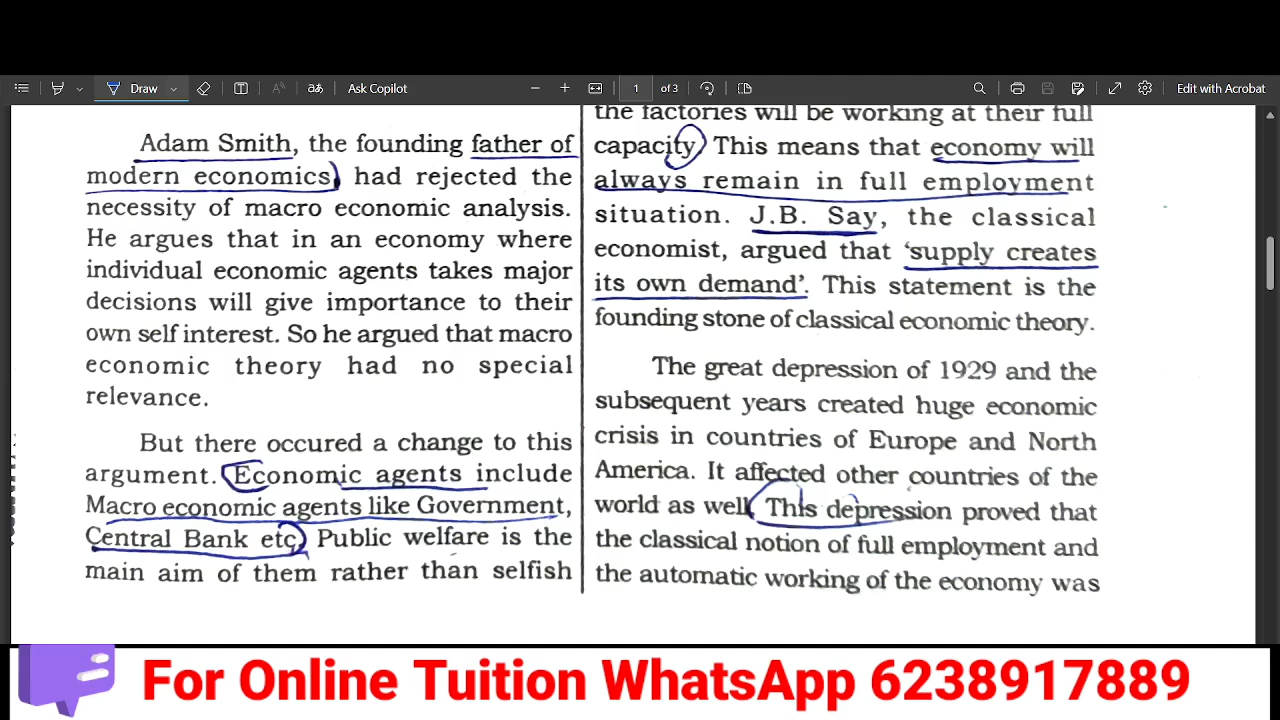 Draw
Ask Copilot
1 of 3
Edit with Acrobat
Adam Smith, the founding father of
modern economics, had rejected the
necessity of macro economic analysis.
He argues that in an economy where
individual economic agents takes major
decisions will give importance to their
own self interest. So he argued that macro
economic theory had no special
relevance.
But there occured a change to this
argument. Economic agents include
Macro economic agents like Government,
Central Bank etc. Public welfare is the
main aim of them rather than selfish
the factories will be working at their full
capacity. This means that economy will
always remain in full employment
situation. J.B. Say, the classical
economist, argued that 'supply creates
its own demand'. This statement is the
founding stone of classical economic theory.
The great depression of 1929 and the
subsequent years created huge economic
crisis in countries of Europe and North
America. It affected other countries of the
world as well. This depression proved that
the classical notion of full employment and
the automatic working of the economy was
For Online Tuition WhatsApp 6238917889